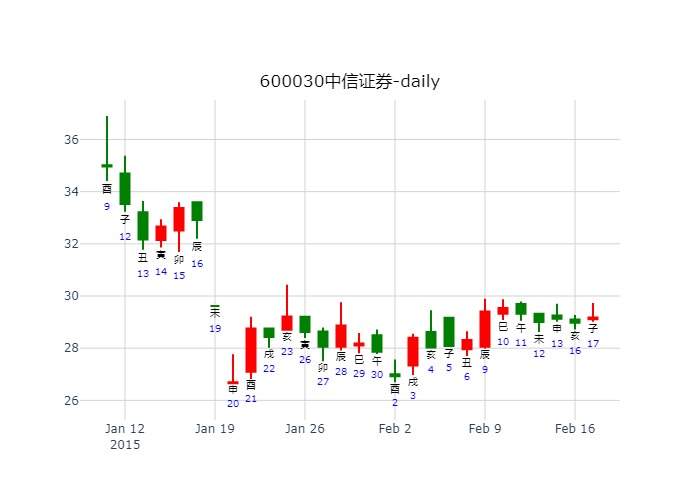 600030中信证券-daily
36
34
32
30
28
26
酉
9
子
12
丑
13
寅
14
卯
15
辰
16
未
19
申
20
酉
21
戌
22
亥
23
寅
26
卯
27
辰
28
巳
29
午
30
酉
2
戌
3
亥
4
子
5
丑
6
辰
9
巳
10
午
11
未
12
申
13
亥
16
子
17
Jan 12
2015
Jan 19
Jan 26
Feb 2
Feb 9
Feb 16